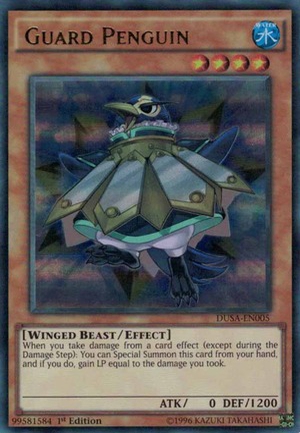 GUARD PENGUIN
WATER
水
DUSA-EN005
[WINGED BEAST/EFFECT]
When you take damage from a card effect (except during the
Damage Step): You can Special Summon this card from your hand,
and if you do, gain LP equal to the damage you took.
ATK/ 0 DEF/1200
99581584 1st Edition ©1996 KAZUKI TAKAHASHI